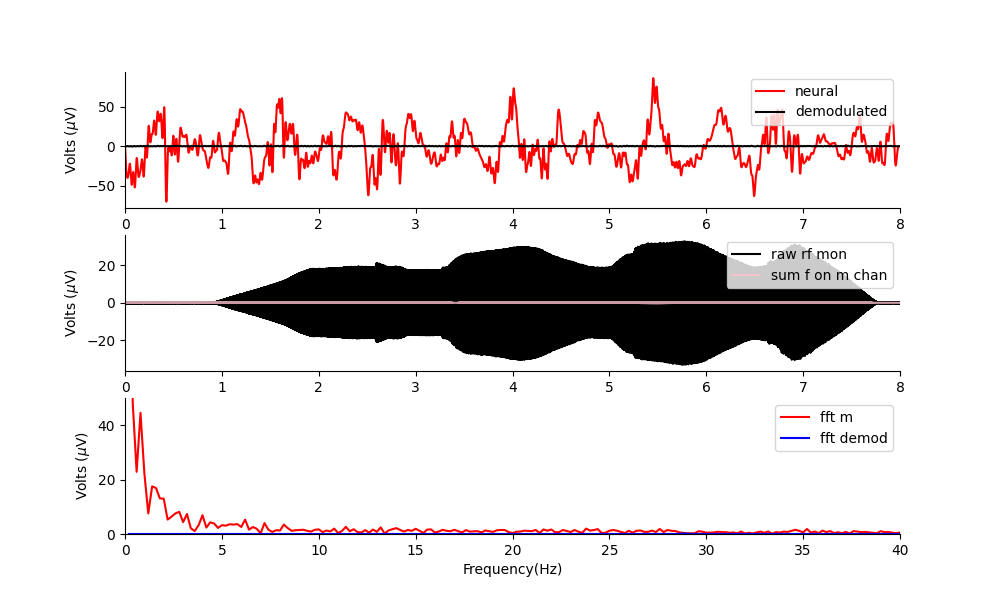 neural
demodulated
Volts (μV)
50
0
−50
0 1 2 3 4 5 6 7 8
raw rf mon
sum f on m chan
Volts (μV)
20
0
−20
0 1 2 3 4 5 6 7 8
fft m
fft demod
Volts (μV)
40
20
0
0 5 10 15 20 25 30 35 40
Frequency(Hz)